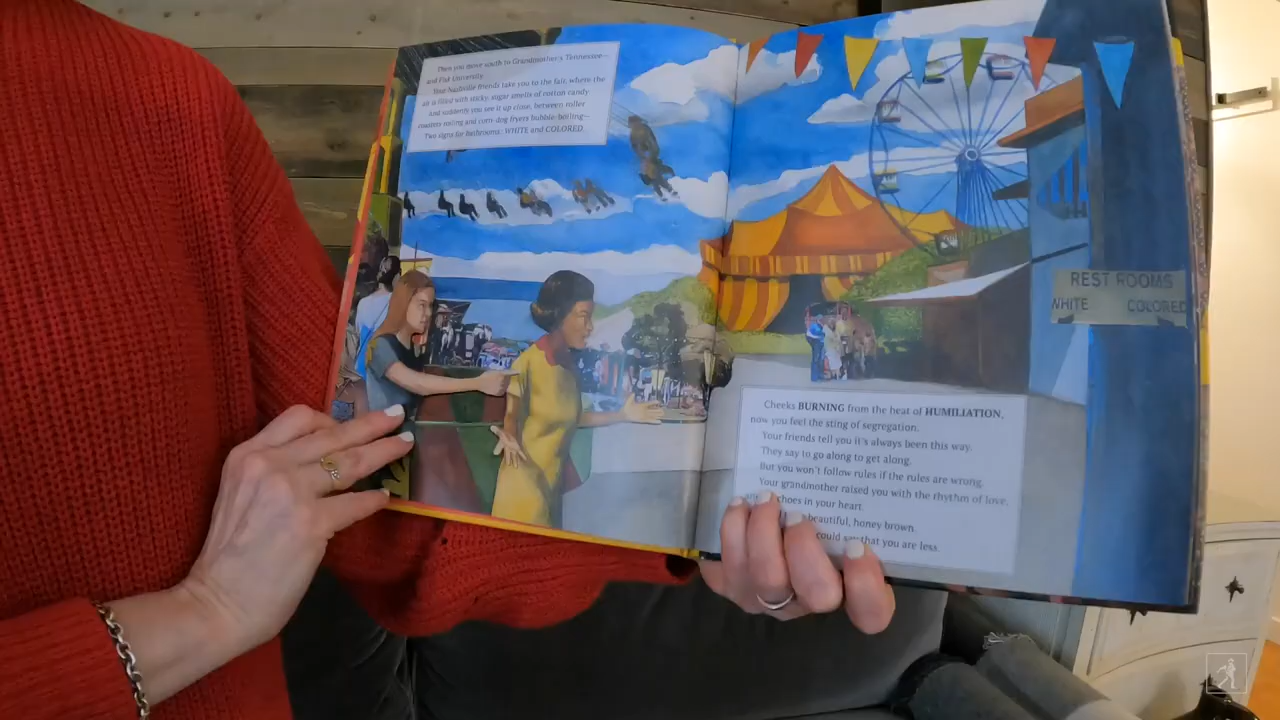 Then you move south to Grandmother's Tennessee—
and Fisk University.
Your Nashville friends take you to the fair, where the
air is filled with sticky, sugar smells of cotton candy
and suddenly you see it up close, between roller
coasters railing and corn-dog fryers bubble-boiling—
Two signs for bathrooms: WHITE and COLORED.
REST ROOMS
WHITE COLORED
Cheeks BURNING from the heat of HUMILIATION,
now you feel the sting of segregation.
Your friends tell you it's always been this way.
They say to go along to get along.
But you won't follow rules if the rules are wrong.
Your grandmother raised you with the rhythm of love,
echoes in your heart.
beautiful, honey brown.
could say that you are less.